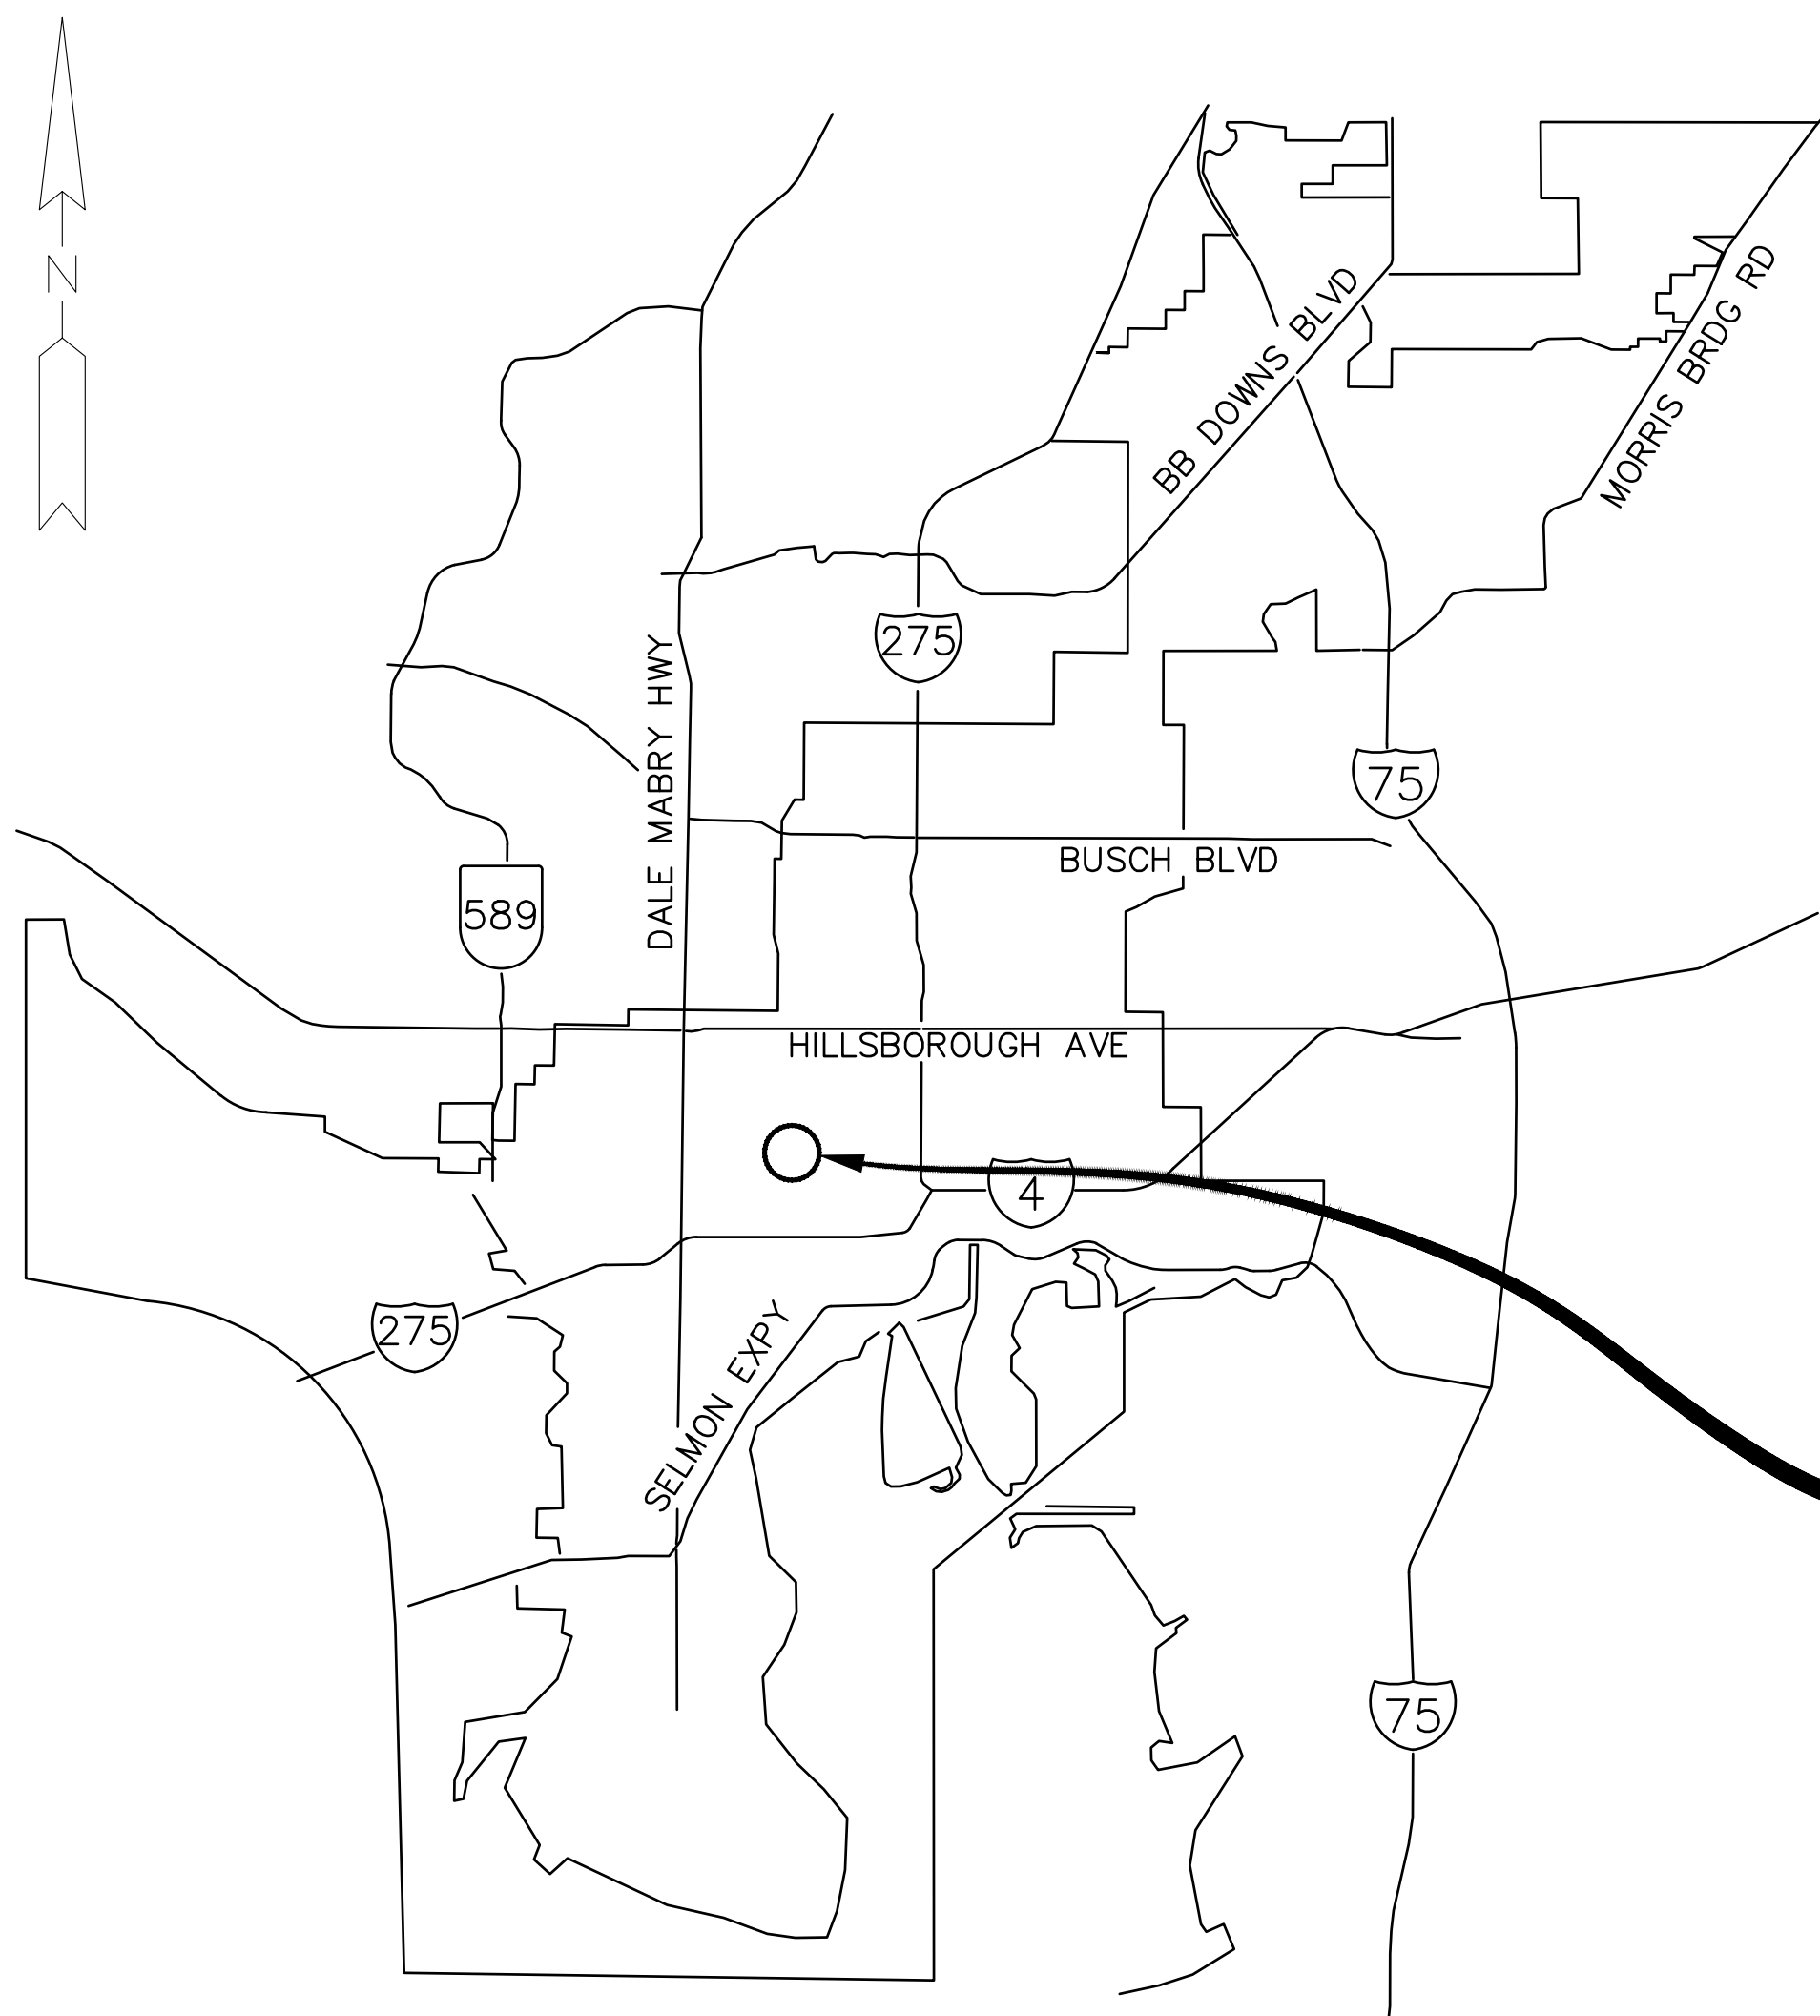 N
BB DOWNS BLVD
MORRIS BRDG RD
275
DALE MABRY HWY
75
BUSCH BLVD
589
HILLSBOROUGH AVE
4
275
SELMON EXPY
75